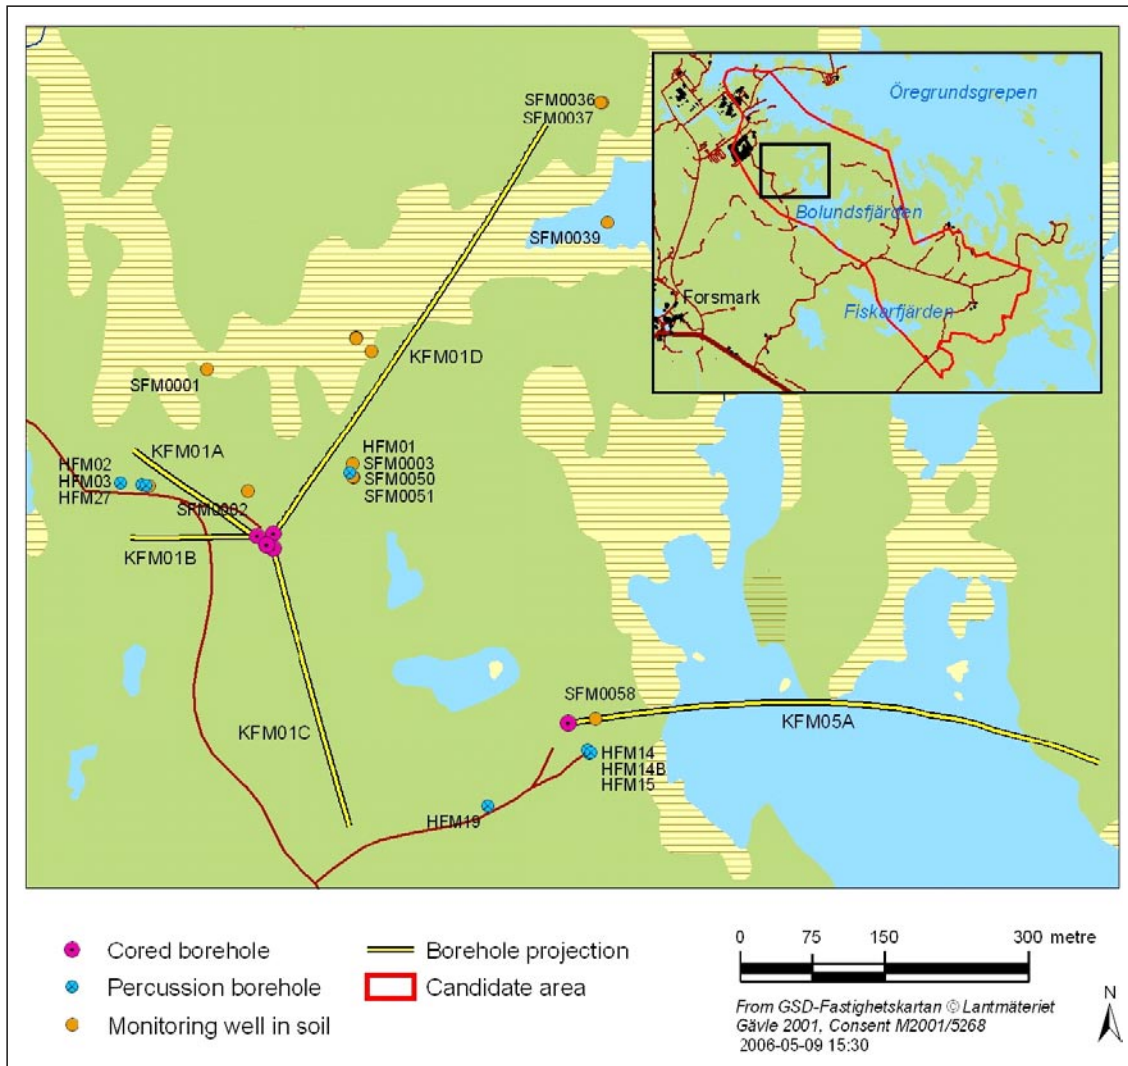 SFM0036
SFM0037
Öregrundsgrepen
Bolundsfjärden
SFM0039
Forsmark
Fiskarfjärden
KFM01D
SFM0001
KFM01A
HFM01
HFM02
SFM0003
HFM03
SFM0050
HFM27
SFM0051
SFM0002
KFM01B
SFM0058
KFM05A
KFM01C
HFM14
HFM14B
HFM15
HFM19
Cored borehole
Percussion borehole
Monitoring well in soil
Borehole projection
Candidate area
0 75 150 300 metre
From GSD-Fastighetskartan © Lantmäteriet
Gävle 2001, Consent M2001/5268
2006-05-09 15:30
N